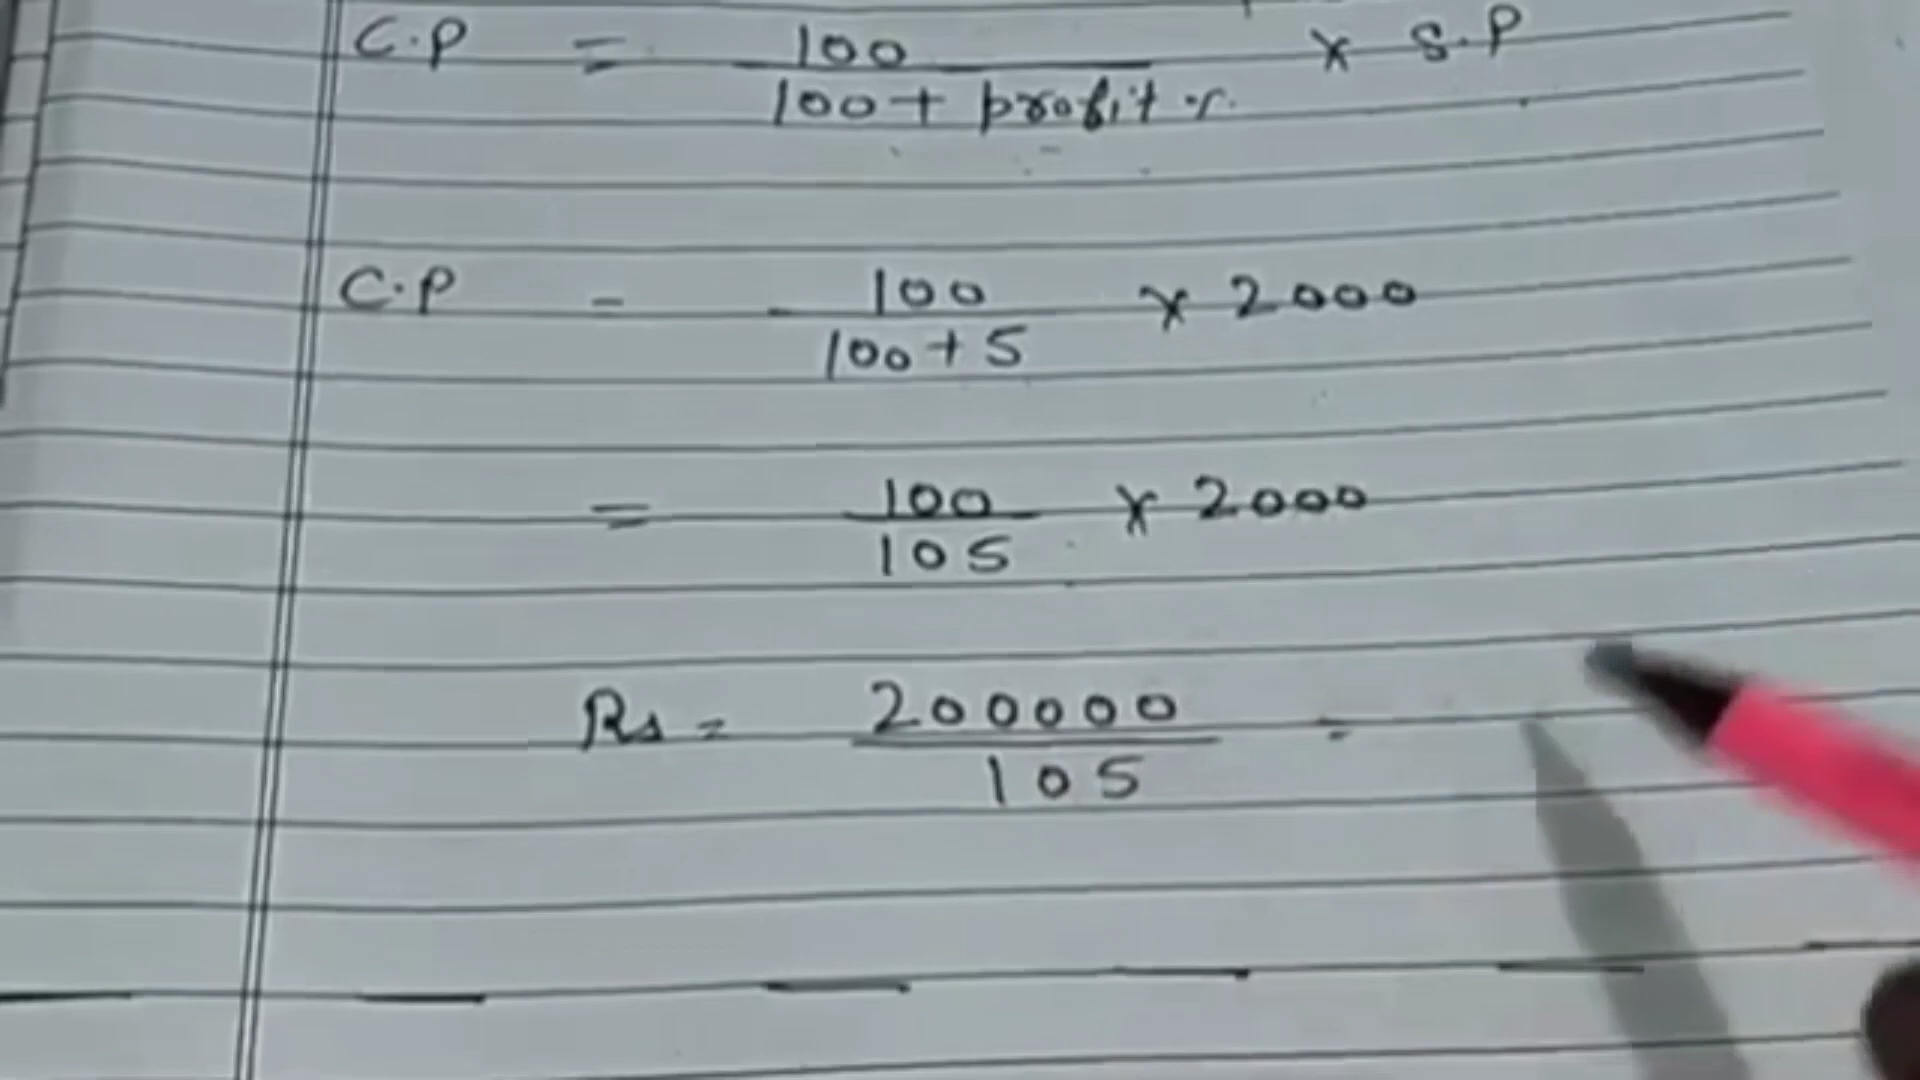 C.P = 100 / 100 + profit % × S.P
C.P = 100 / 100 + 5 × 2000
= 100 / 105 × 2000
Rs = 200000 / 105 =